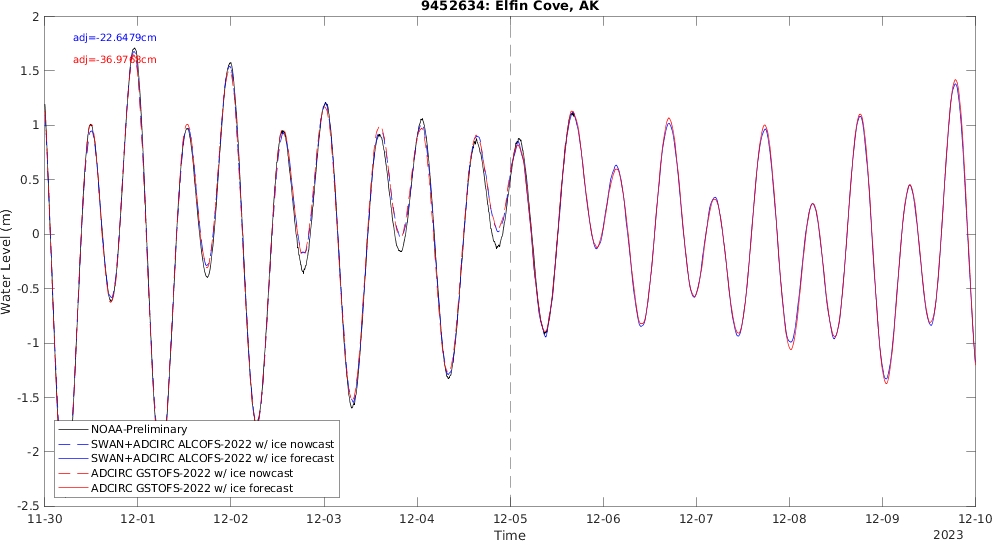 9452634: Elfin Cove, AK
adj=-22.6479cm
adj=-36.9763cm
Water Level (m)
2
1.5
1
0.5
0
-0.5
-1
-1.5
-2
-2.5
NOAA-Preliminary
SWAN+ADCIRC ALCOFS-2022 w/ ice nowcast
SWAN+ADCIRC ALCOFS-2022 w/ ice forecast
ADCIRC GSTOFS-2022 w/ ice nowcast
ADCIRC GSTOFS-2022 w/ ice forecast
11-30 12-01 12-02 12-03 12-04 12-05 12-06 12-07 12-08 12-09 12-10
Time
2023